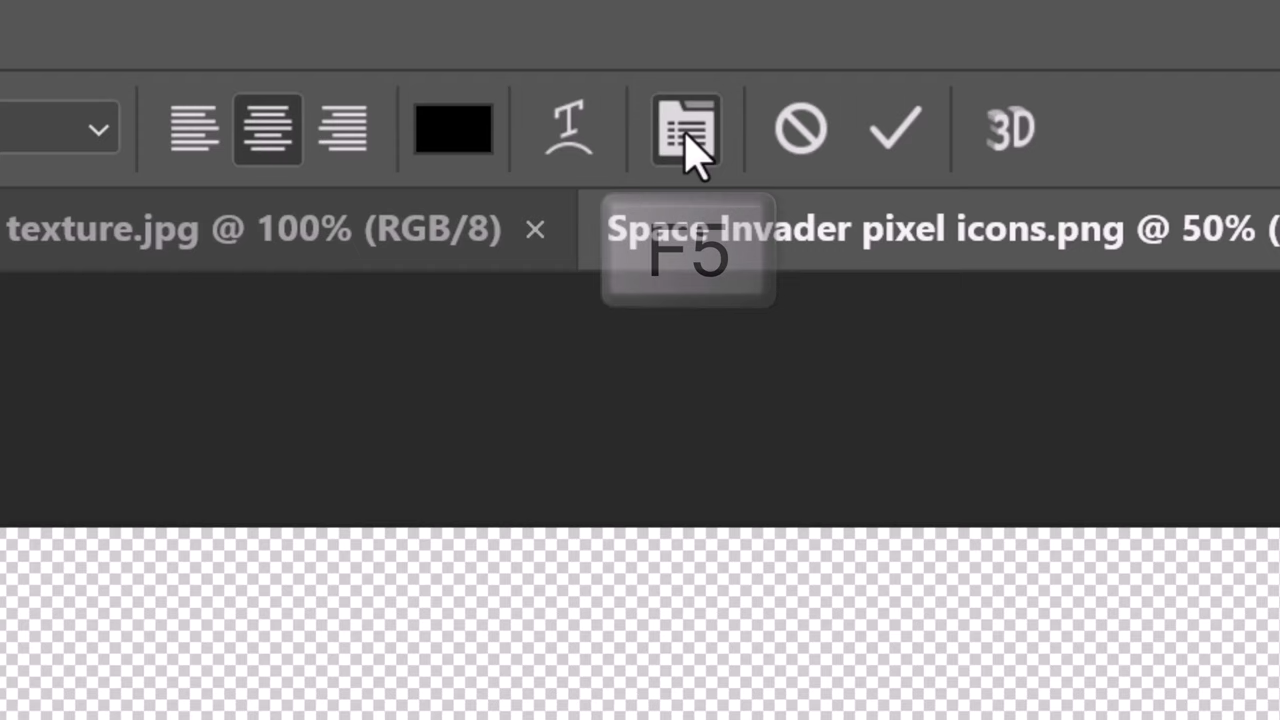 3D
texture.jpg @ 100% (RGB/8) ×
Space Invader pixel icons.png @ 50% (
F5